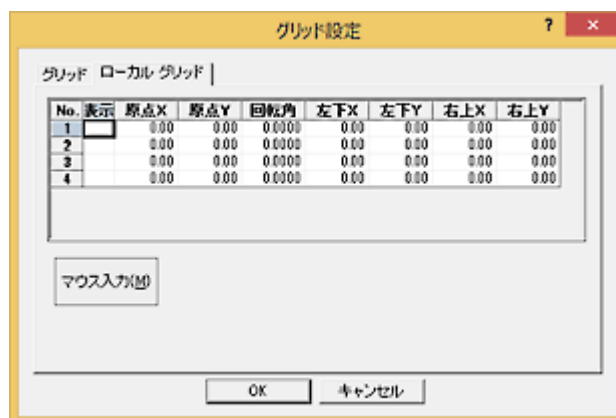 グリッド設定 ? ×
グリッド ローカル グリッド
No. 表示 原点X 原点Y 回転角 左下X 左下Y 右上X 右上Y
1 0.00 0.00 0.0000 0.00 0.00 0.00 0.00
2 0.00 0.00 0.0000 0.00 0.00 0.00 0.00
3 0.00 0.00 0.0000 0.00 0.00 0.00 0.00
4 0.00 0.00 0.0000 0.00 0.00 0.00 0.00
マウス入力(M)
OK キャンセル